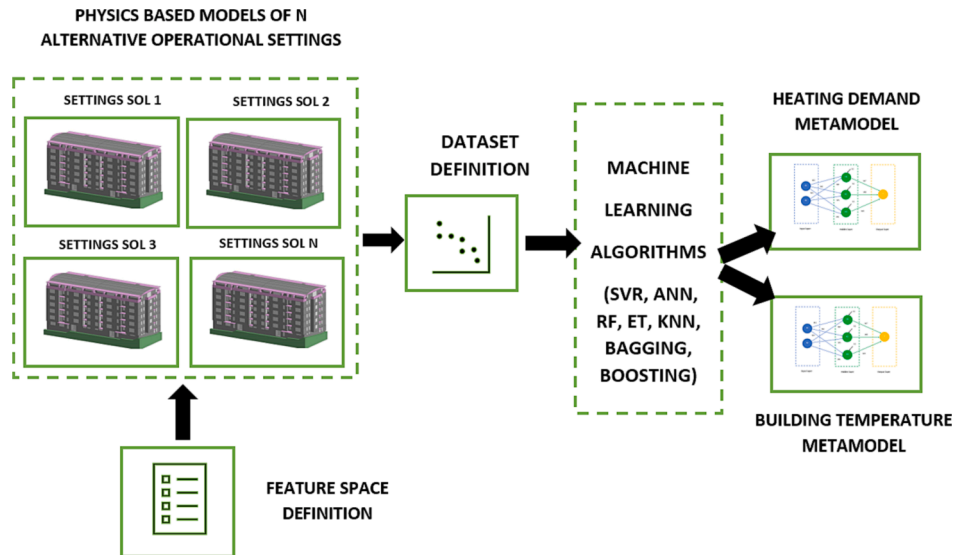 PHYSICS BASED MODELS OF N
ALTERNATIVE OPERATIONAL SETTINGS
SETTINGS SOL 1
SETTINGS SOL 2
SETTINGS SOL 3
SETTINGS SOL N
FEATURE SPACE
DEFINITION
DATASET
DEFINITION
MACHINE
LEARNING
ALGORITHMS
(SVR, ANN,
RF, ET, KNN,
BAGGING,
BOOSTING)
HEATING DEMAND
METAMODEL
BUILDING TEMPERATURE
METAMODEL